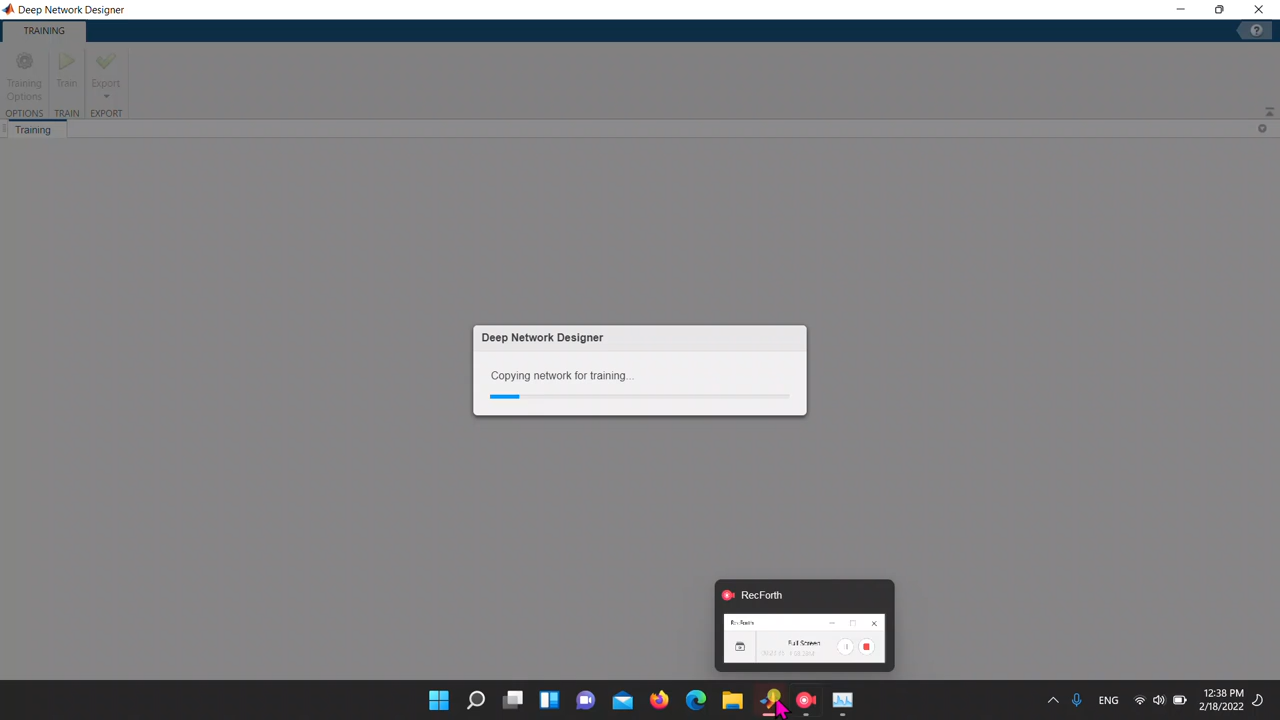 Deep Network Designer
TRAINING
?
Training
Options
Train
Export
OPTIONS
TRAIN
EXPORT
Training
Deep Network Designer
Copying network for training...
RecForth
RecForth
Full Screen
ENG
12:38 PM
2/18/2022